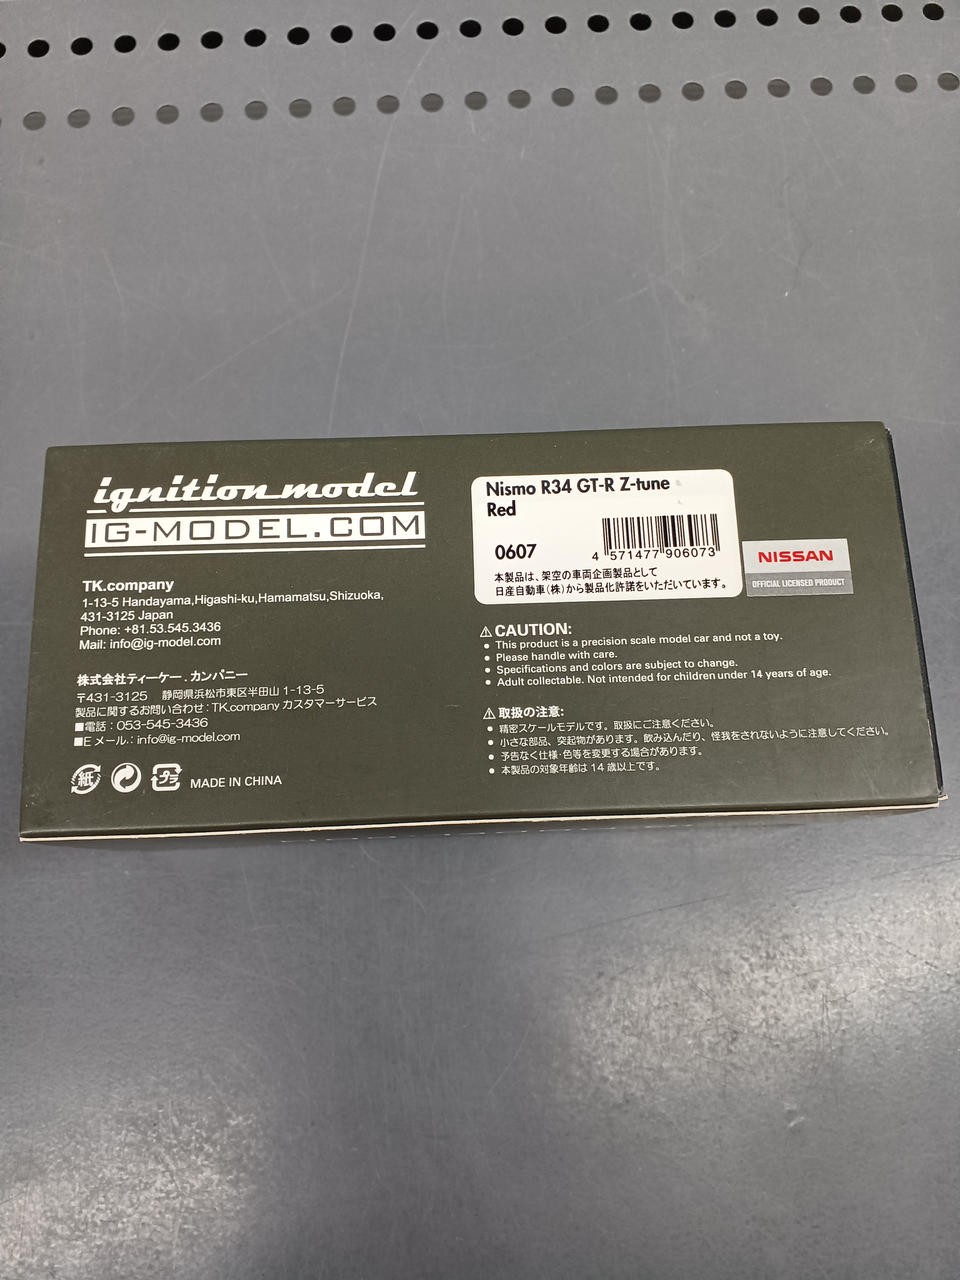 ignition model
IG-MODEL.COM
TK.company
1-13-5 Handayama,Higashi-ku,Hamamatsu,Shizuoka,
431-3125 Japan
Phone: +81.53.545.3436
Mail: info@ig-model.com
株式会社ティーケー.カンパニー
〒431-3125 静岡県浜松市東区半田山 1-13-5
製品に関するお問い合わせ:TK.company カスタマーサービス
■電話:053-545-3436
■E メール.: info@ig-model.com
紙 プラ MADE IN CHINA
Nismo R34 GT-R Z-tune
Red
0607
4 571477 906073
本製品は、架空の車両企画製品として
日産自動車(株)から製品化許諾をいただいています。
NISSAN
OFFICIAL LICENSED PRODUCT
⚠CAUTION:
● This product is a precision scale model car and not a toy.
● Please handle with care.
● Specifications and colors are subject to change.
● Adult collectable. Not intended for children under 14 years of age.
⚠取扱の注意:
● 精密スケールモデルです。取扱にご注意ください。
● 小さな部品、突起物があります。飲み込んだり、怪我をされないように注意してください。
● 予告なく仕様·色等を変更する場合があります。
● 本製品の対象年齢は 14 歳以上です。